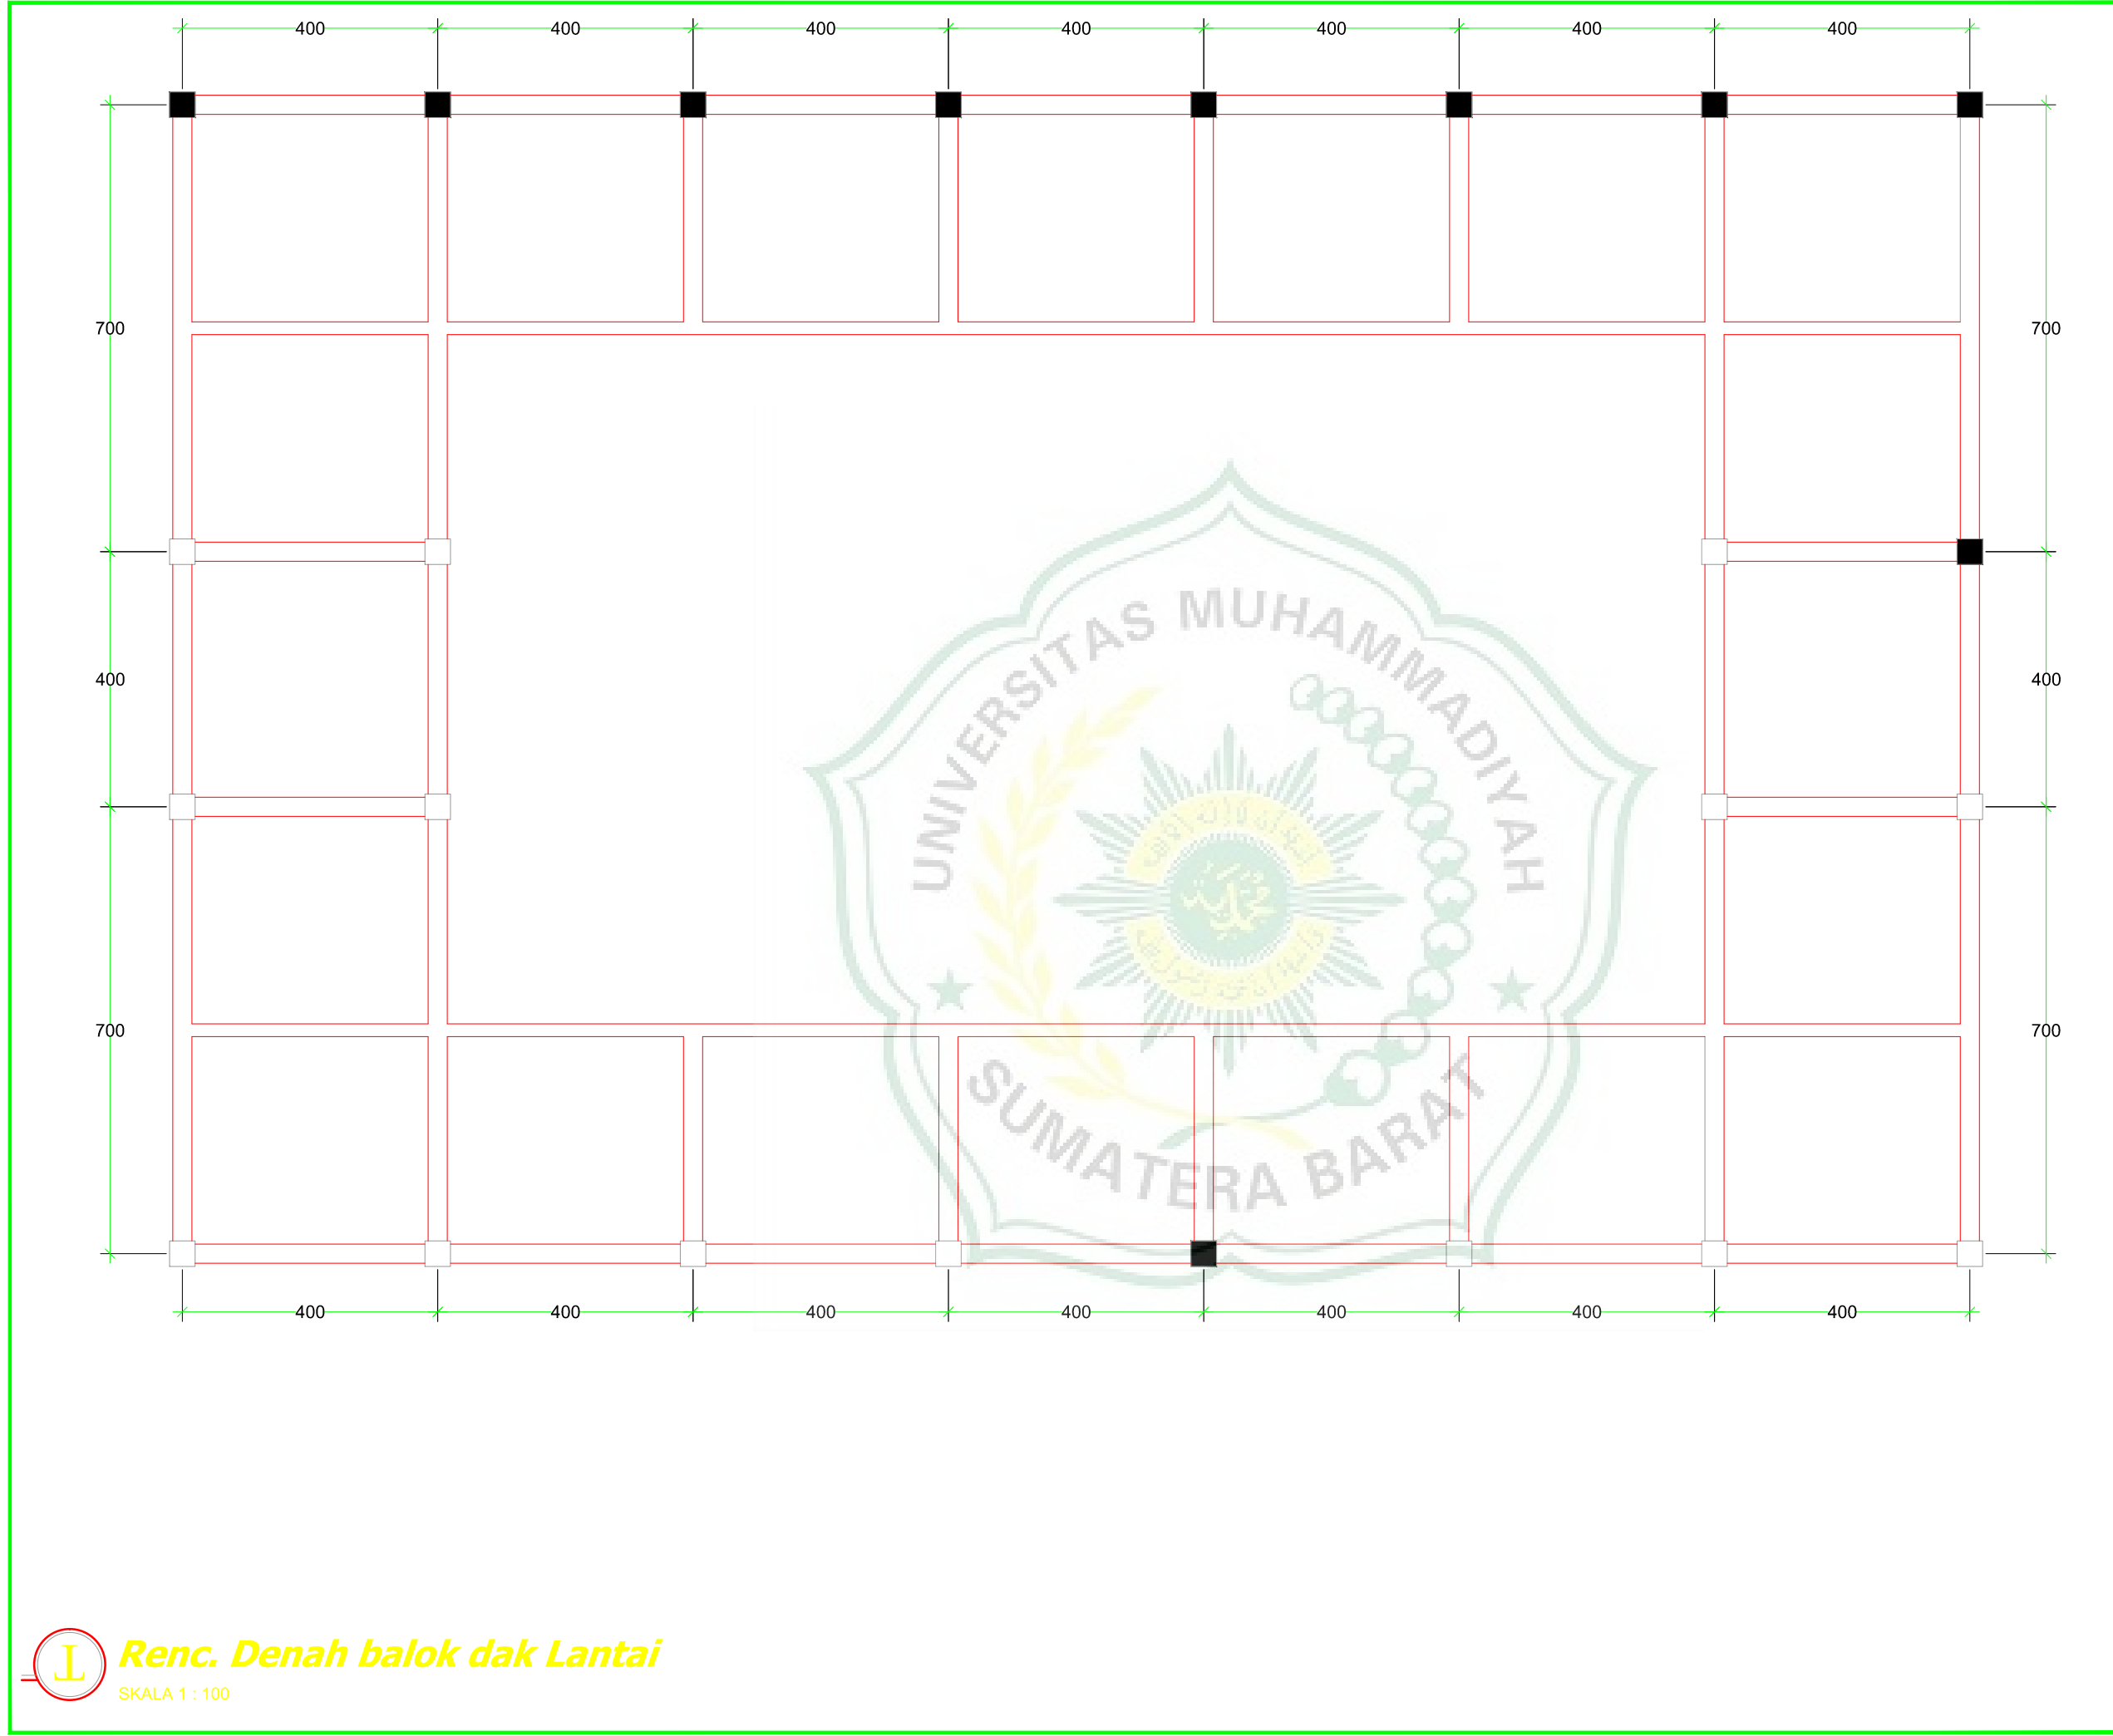 400 400 400 400 400 400 400
700 700
400 400
700 700
UNIVERSITAS MUHAMMADIYAH
SUMATERA BARAT
400 400 400 400 400 400 400
Renc. Denah balok dak Lantai
SKALA 1 : 100